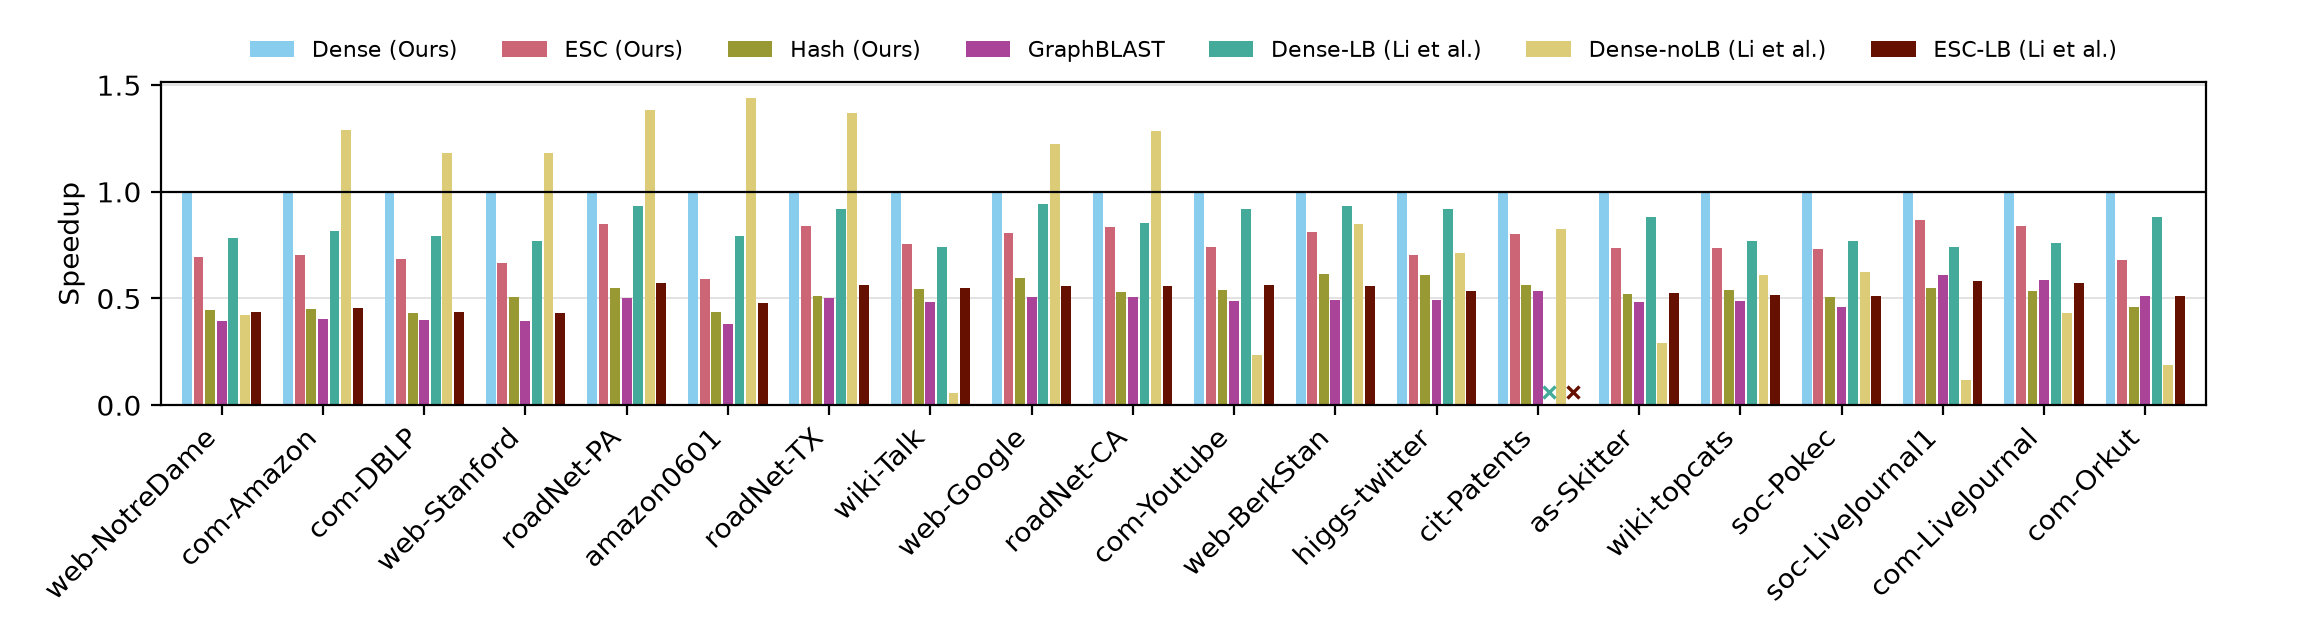 Dense (Ours) ESC (Ours) Hash (Ours) GraphBLAST Dense-LB (Li et al.) Dense-noLB (Li et al.) ESC-LB (Li et al.)
Speedup
1.5
1.0
0.5
0.0
web-NotreDame
com-Amazon
com-DBLP
web-Stanford
roadNet-PA
amazon0601
roadNet-TX
wiki-Talk
web-Google
roadNet-CA
com-Youtube
web-BerkStan
higgs-twitter
cit-Patents
as-Skitter
wiki-topcats
soc-Pokec
soc-LiveJournal1
com-LiveJournal
com-Orkut